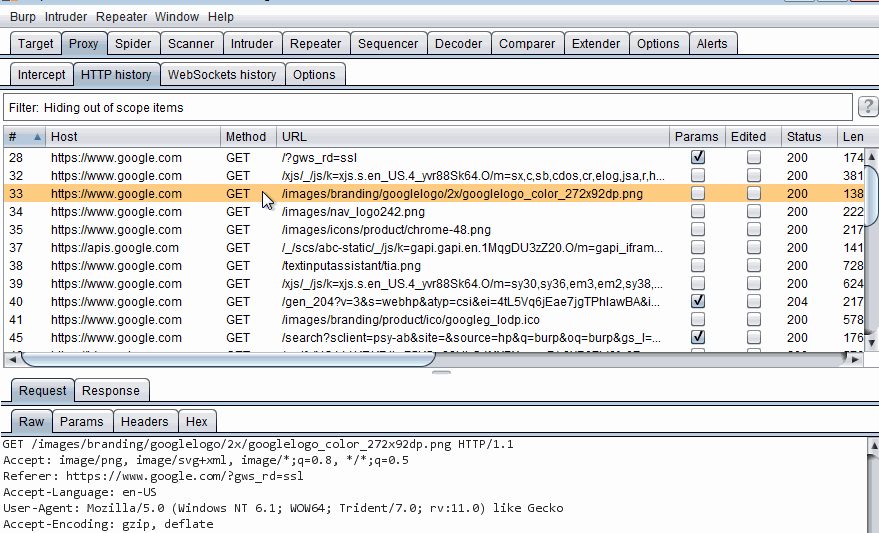 Burp Intruder Repeater Window Help
Target Proxy Spider Scanner Intruder Repeater Sequencer Decoder Comparer Extender Options Alerts
Intercept HTTP history WebSockets history Options
Filter: Hiding out of scope items ?
# Host Method URL Params Edited Status Len
28 https://www.google.com GET /?gws_rd=ssl 200 174
32 https://www.google.com GET /xjs/_/js/k=xjs.s.en_US.4_yvr88Sk64.O/m=sx,c,sb,cdos,cr,elog,jsa,r,h... 200 381
33 https://www.google.com GET /images/branding/googlelogo/2x/googlelogo_color_272x92dp.png 200 138
34 https://www.google.com GET /images/nav_logo242.png 200 222
35 https://www.google.com GET /images/icons/product/chrome-48.png 200 217
37 https://apis.google.com GET /_/scs/abc-static/_/js/k=gapi.gapi.en.1MqgDU3zZ20.O/m=gapi_ifram... 200 141
38 https://www.google.com GET /textinputassistant/tia.png 200 728
39 https://www.google.com GET /xjs/_/js/k=xjs.s.en_US.4_yvr88Sk64.O/m=sy30,sy36,em3,em2,sy38,... 200 624
40 https://www.google.com GET /gen_204?v=3&s=webhp&atyp=csi&ei=4tL5Vq6jEae7jgTPhlawBA&i... 204 217
41 https://www.google.com GET /images/branding/product/ico/googleg_lodp.ico 200 578
45 https://www.google.com GET /search?sclient=psy-ab&site=&source=hp&q=burp&oq=burp&gs_l=... 200 176
Request Response
Raw Params Headers Hex
GET /images/branding/googlelogo/2x/googlelogo_color_272x92dp.png HTTP/1.1
Accept: image/png, image/svg+xml, image/*;q=0.8, */*;q=0.5
Referer: https://www.google.com/?gws_rd=ssl
Accept-Language: en-US
User-Agent: Mozilla/5.0 (Windows NT 6.1; WOW64; Trident/7.0; rv:11.0) like Gecko
Accept-Encoding: gzip, deflate